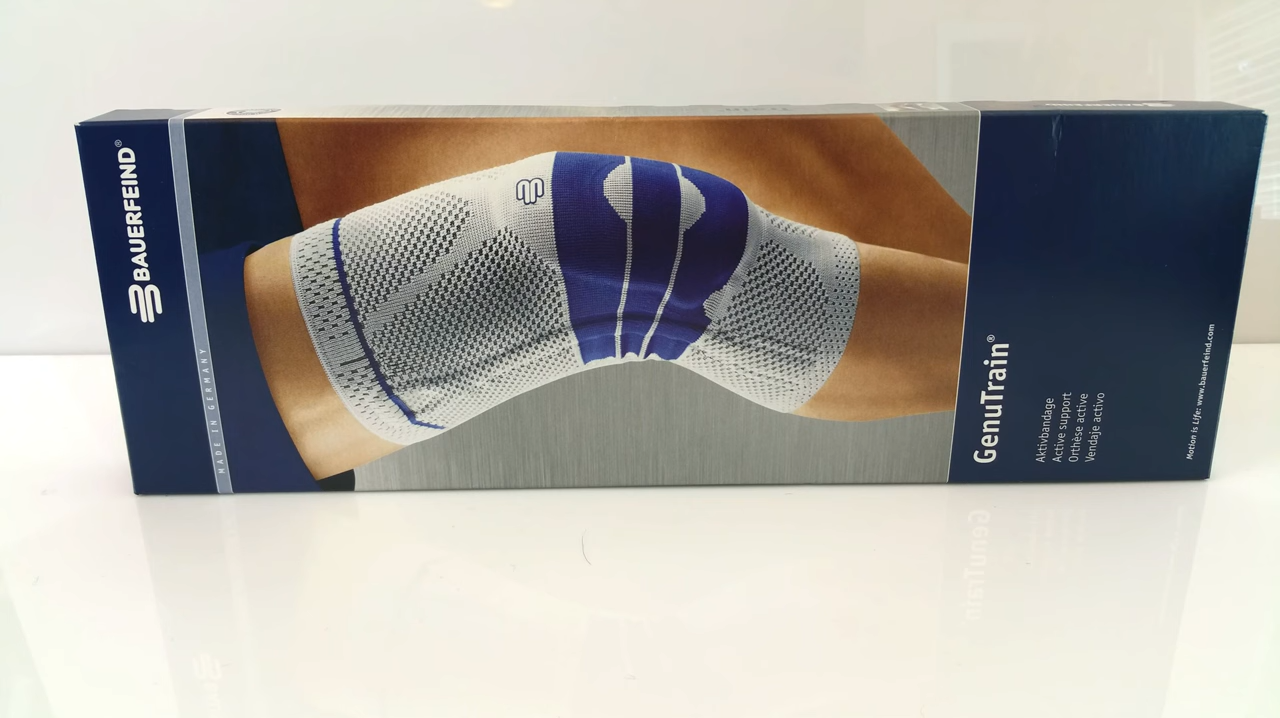 BAUERFEIND®
MADE IN GERMANY
GenuTrain®
Aktivbandage
Active support
Orthèse active
Vendaje activo
Motion is Life: www.bauerfeind.com